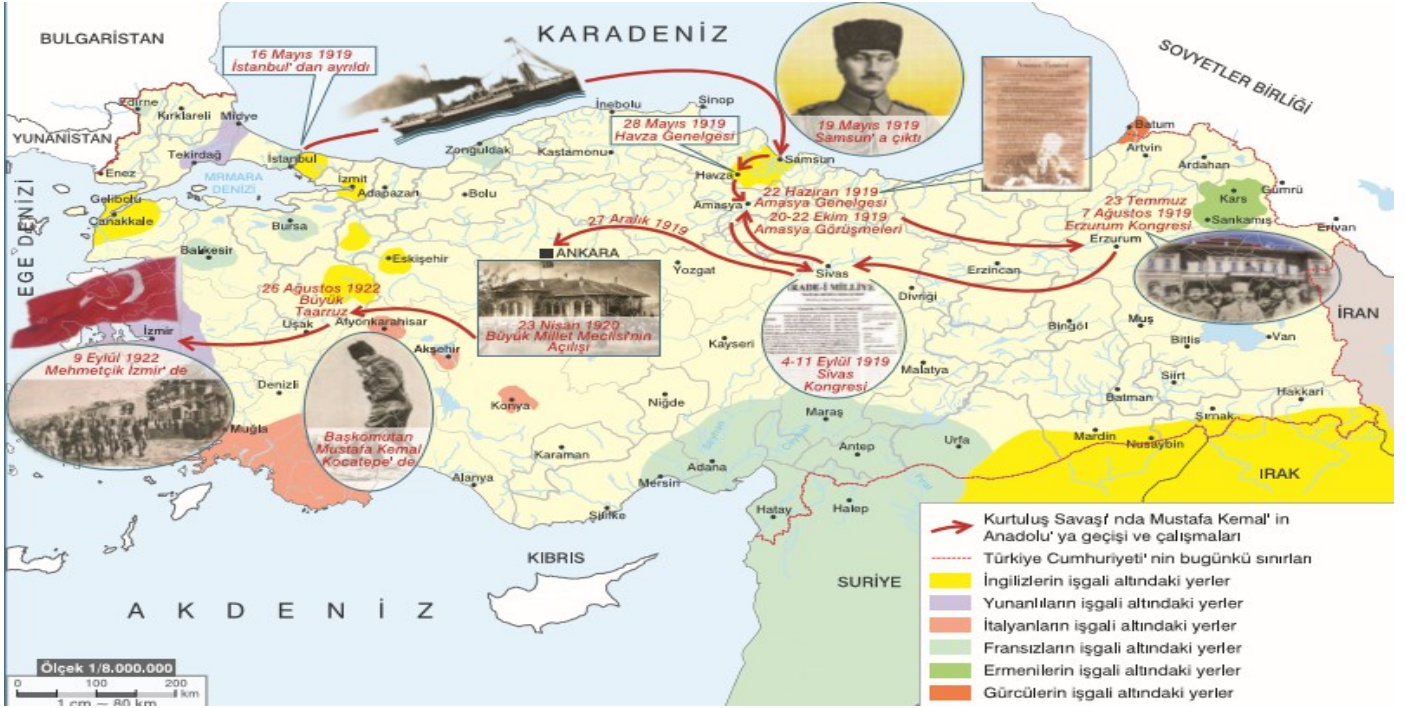 BULGARİSTAN
KARADENİZ
SOVYETLER BİRLİĞİ
YUNANİSTAN
EGE DENİZİ
MRMARA
DENİZİ
16 Mayıs 1919
İstanbul' dan ayrıldı
19 Mayıs 1919
Samsun' a çıktı
28 Mayıs 1919
Havza Genelgesi
22 Haziran 1919
Amasya Genelgesi
20-22 Ekim 1919
Amasya Görüşmeleri
23 Temmuz
7 Ağustos 1919
Erzurum Kongresi
27 Aralık 1919
İRADE-İ MİLLİYE
4-11 Eylül 1919
Sivas
Kongresi
23 Nisan 1920
Büyük Millet Meclisi'nin
Açılışı
26 Ağustos 1922
Büyük
Taarruz
Başkomutan
Mustafa Kemal
Kocatepe' de
9 Eylül 1922
Mehmetçik İzmir' de
Edirne
Kırklareli
Midye
Tekirdağ
İstanbul
Enez
Gelibolu
Çanakkale
İzmit
Adapazarı
Bursa
Balıkesir
Eskişehir
Zonguldak
Bolu
Kastamonu
İnebolu
Sinop
Samsun
Havza
Amasya
ANKARA
Yozgat
Sivas
Divriği
Erzincan
Erzurum
Batum
Artvin
Ardahan
Kars
Sarıkamış
Gümrü
Erivan
İRAN
İzmir
Uşak
Afyonkarahisar
Akşehir
Denizli
Muğla
Konya
Niğde
Kayseri
Karaman
Alanya
Silifke
Mersin
Adana
Seyhan
Ceyhan
Maraş
Antep
Urfa
Fırat
Malatya
Bingöl
Muş
Bitlis
Van
Siirt
Batman
Hakkari
Şırnak
Mardin
Nusaybin
IRAK
Hatay
Halep
SURİYE
KIBRIS
AKDENİZ
Ölçek 1/8.000.000
0 100 200
km
1 cm ~ 80 km
Kurtuluş Savaşı' nda Mustafa Kemal' in
Anadolu' ya geçişi ve çalışmaları
Türkiye Cumhuriyeti' nin bugünkü sınırları
İngilizlerin işgali altındaki yerler
Yunanlıların işgali altındaki yerler
İtalyanların işgali altındaki yerler
Fransızların işgali altındaki yerler
Ermenilerin işgali altındaki yerler
Gürcülerin işgali altındaki yerler